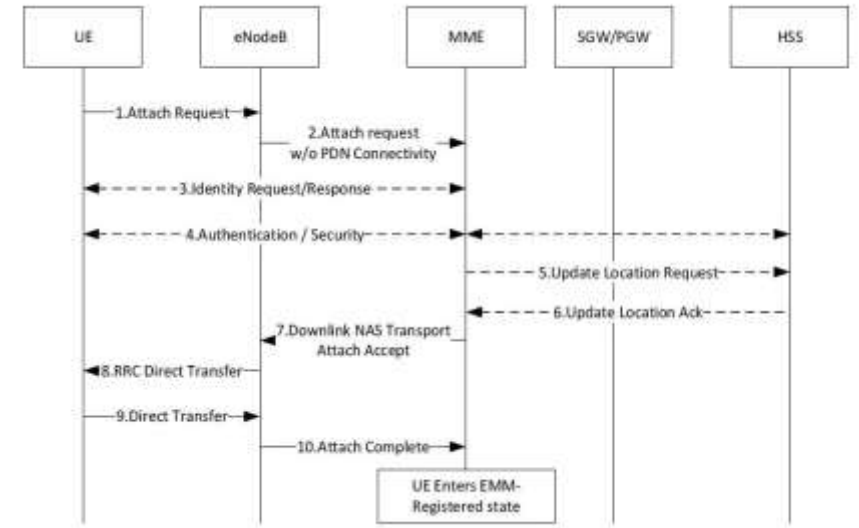 UE
eNodeB
MME
SGW/PGW
HSS
1.Attach Request
2.Attach request
w/o PDN Connectivity
3.Identity Request/Response
4.Authentication / Security
5.Update Location Request
6.Update Location Ack
7.Downlink NAS Transport
Attach Accept
8.RRC Direct Transfer
9.Direct Transfer
10.Attach Complete
UE Enters EMM-
Registered state